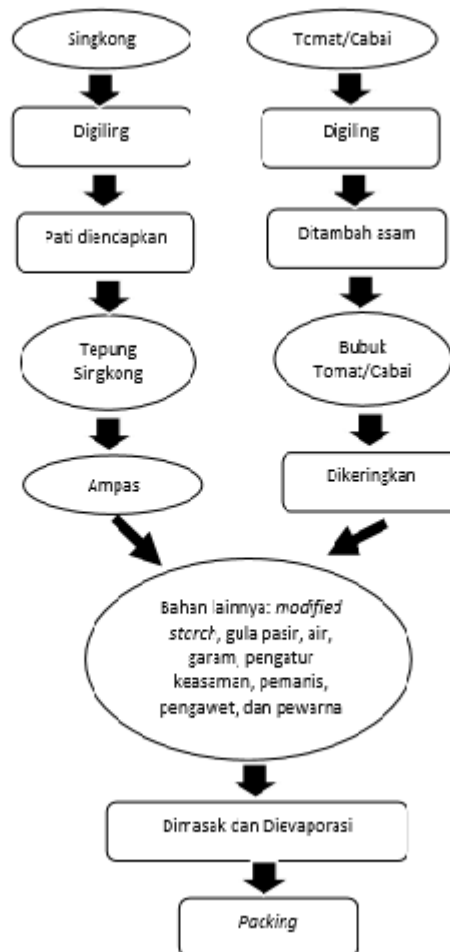 Singkong
Digiling
Pati diendapkan
Tepung
Singkong
Ampas
Tomat/Cabai
Digiling
Ditambah asam
Bubuk
Tomat/Cabai
Dikeringkan
Bahan lainnya: modified
starch, gula pasir, air,
garam, pengatur
keasaman, pemanis,
pengawet, dan pewarna
Dimasak dan Dievaporasi
Packing